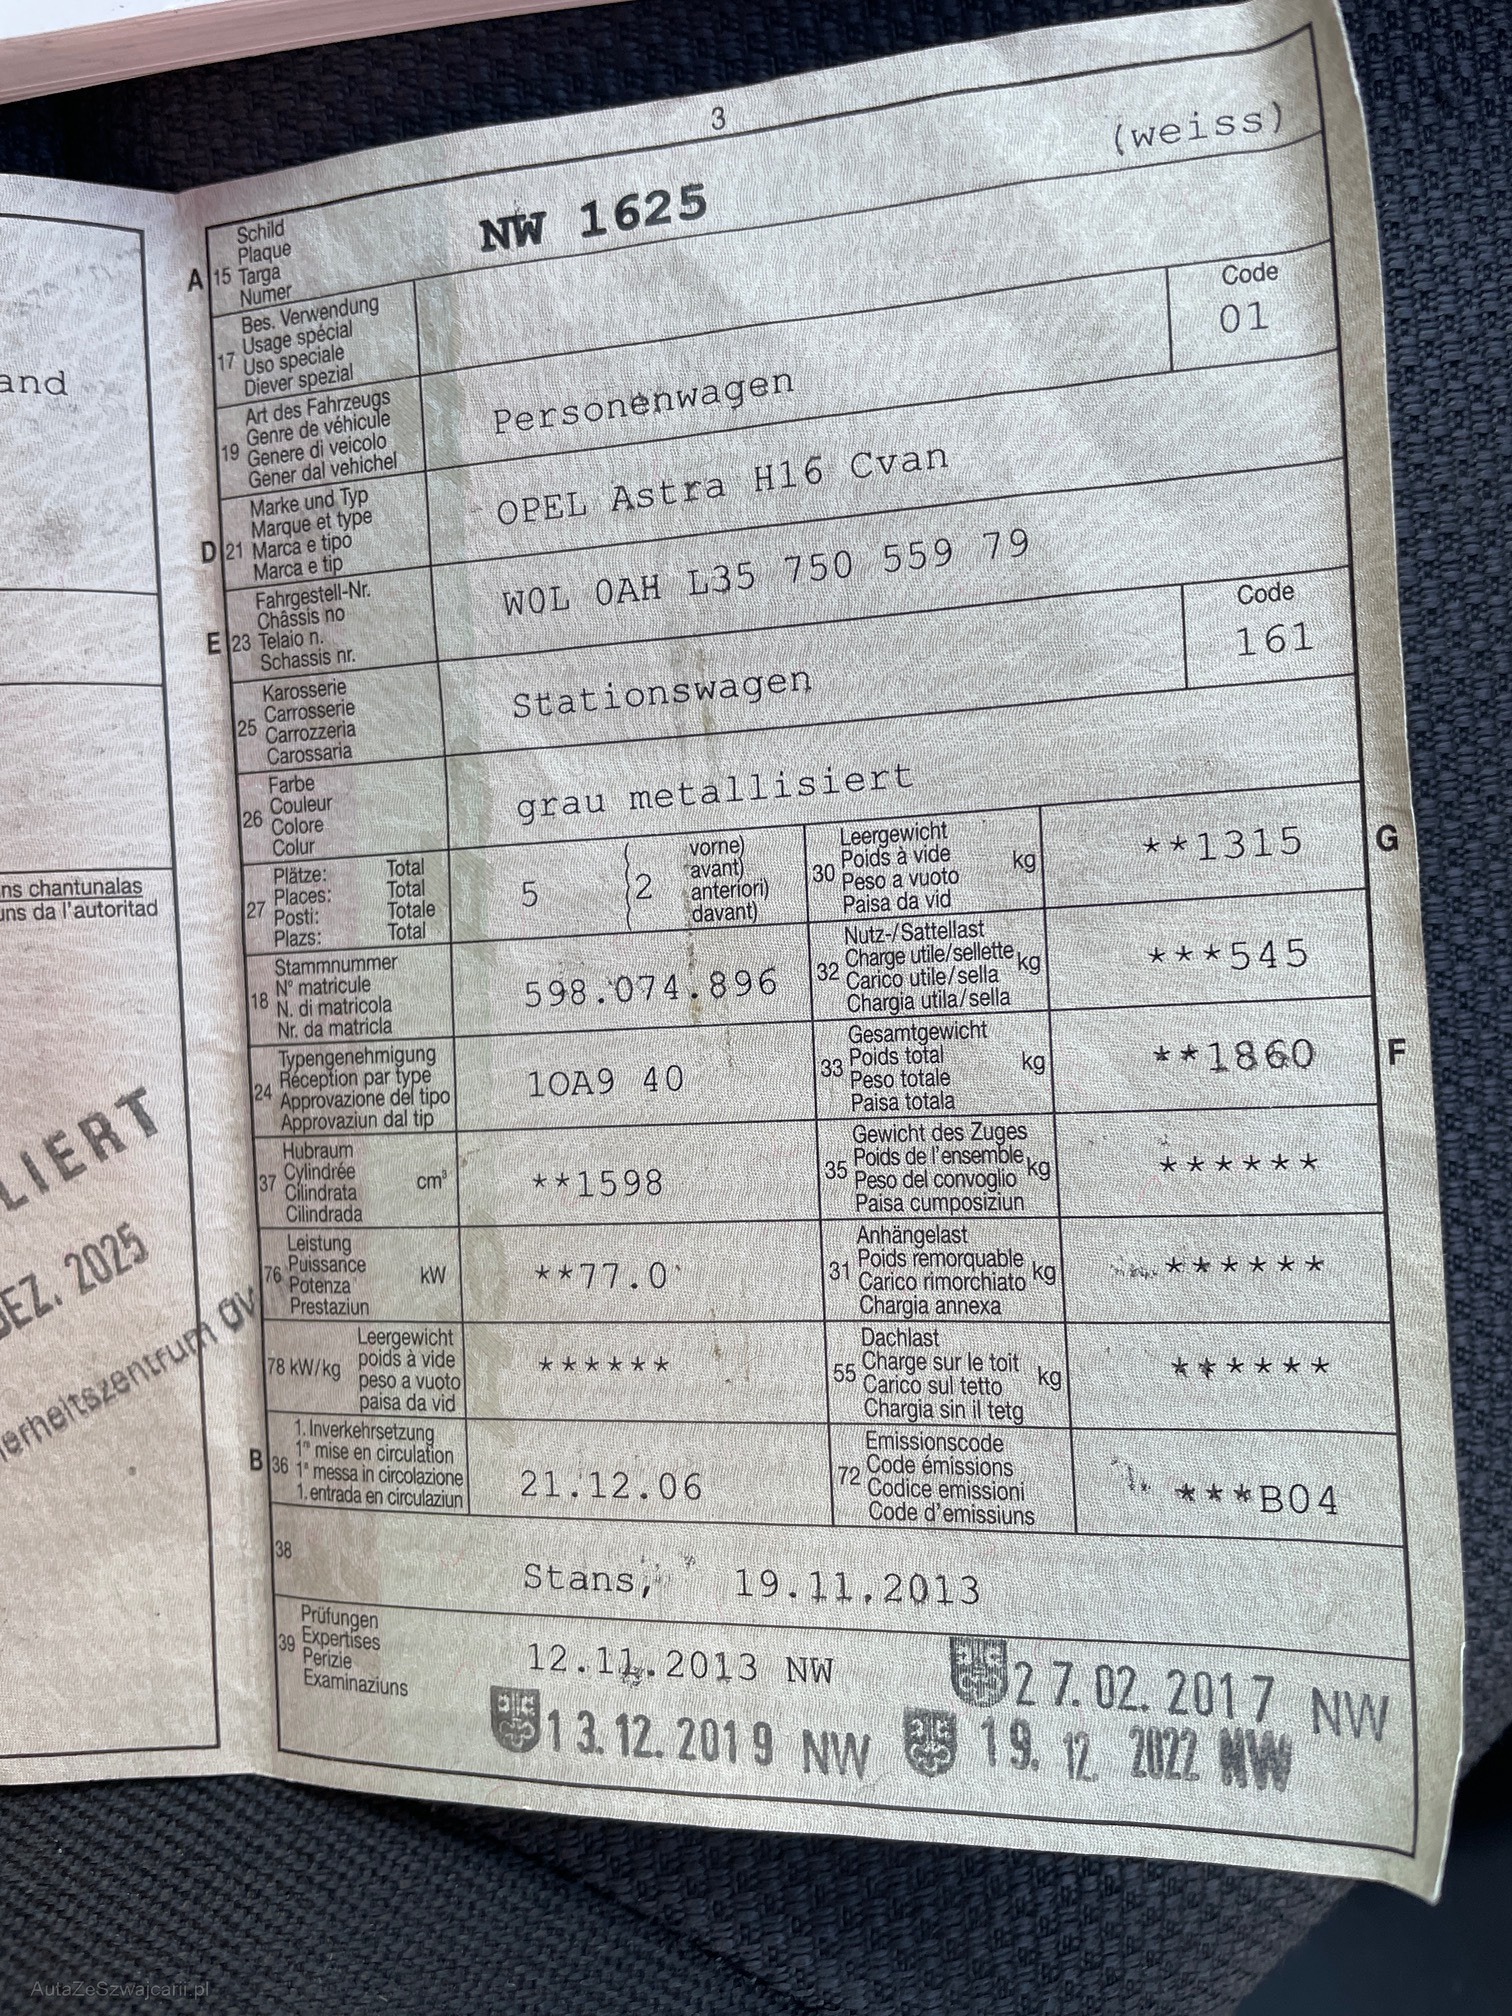 3
A 15 Schild
Plaque
Targa
Numer
NW 1625
(weiss)
17 Bes. Verwendung
Usage spécial
Uso speciale
Diever spezial
Code
01
19 Art des Fahrzeugs
Genre de véhicule
Genere di veicolo
Gener dal vehichel
Personenwagen
D 21 Marke und Typ
Marque et type
Marca e tipo
Marca e tip
OPEL Astra H16 Cvan
E 23 Fahrgestell-Nr.
Châssis no
Telaio n.
Schassis nr.
W0L 0AH L35 750 559 79
25 Karosserie
Carrosserie
Carrozzeria
Carossaria
Stationswagen
Code
161
26 Farbe
Couleur
Colore
Colur
grau metallisiert
27 Plätze: Total
Places: Total
Posti: Totale
Plazs: Total
5 2 vorne)
avant)
anteriori)
davant)
30 Leergewicht
Poids à vide kg
Peso a vuoto
Paisa da vid
**1315
G
18 Stammnummer
N° matricule
N. di matricola
Nr. da matricla
598.074.896
32 Nutz-/Sattellast
Charge utile/sellette kg
Carico utile/sella
Chargia utila/sella
***545
24 Typengenehmigung
Réception par type
Approvazione del tipo
Approvaziun dal tip
1OA9 40
33 Gesamtgewicht
Poids total kg
Peso totale
Paisa totala
**1860
F
37 Hubraum
Cylindrée cm³
Cilindrata
Cilindrada
**1598
35 Gewicht des Zuges
Poids de l'ensemble kg
Peso del convoglio
Paisa cumposiziun
******
76 Leistung
Puissance kW
Potenza
Prestaziun
**77.0
31 Anhängelast
Poids remorquable kg
Carico rimorchiato
Chargia annexa
******
78 kW/kg Leergewicht
poids à vide
peso a vuoto
paisa da vid
******
55 Dachlast
Charge sur le toit kg
Carico sul tetto
Chargia sin il tetg
******
B 36 1. Inverkehrsetzung
1re mise en circulation
1a messa in circolazione
1. entrada en circulaziun
21.12.06
72 Emissionscode
Code émissions
Codice emissioni
Code d'emissiuns
***B04
38
Stans, 19.11.2013
39 Prüfungen
Expertises
Perizie
Examinaziuns
12.11.2013 NW
27.02.2017 NW
13.12.2019 NW
19.12.2022 NW
and
ns chantunalas
uns da l'autoritad
LIERT
DEZ. 2025
erheitszentrum OW
AutaZeSzwajcarii.pl